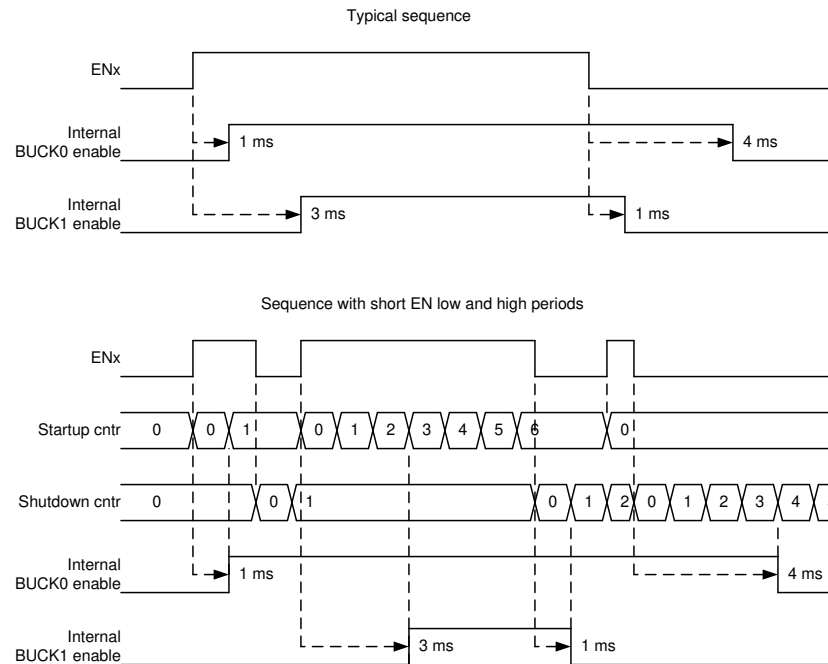 Typical sequence
ENx
Internal
BUCK0 enable
1 ms
4 ms
Internal
BUCK1 enable
3 ms
1 ms
Sequence with short EN low and high periods
ENx
Startup cntr
0 0 1 0 1 2 3 4 5 6 0
Shutdown cntr
0 0 1 0 1 2 0 1 2 3 4
Internal
BUCK0 enable
1 ms
4 ms
Internal
BUCK1 enable
3 ms
1 ms